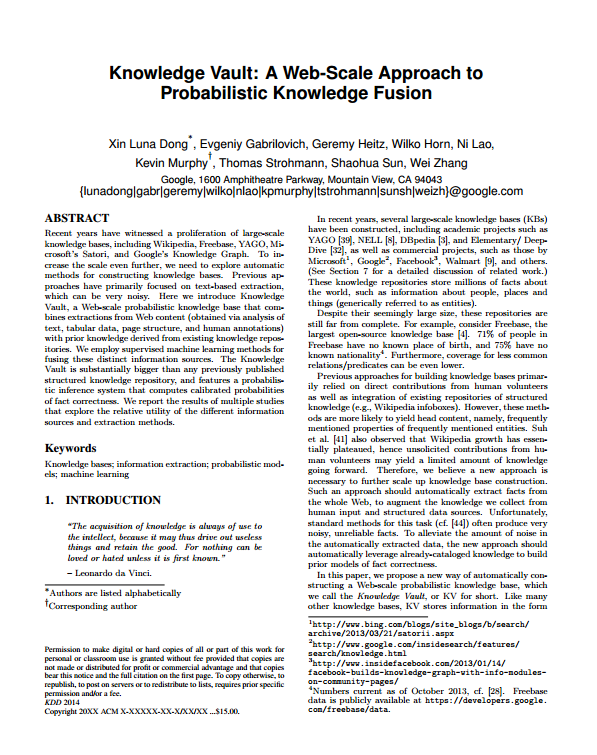 Knowledge Vault: A Web-Scale Approach to
Probabilistic Knowledge Fusion
Xin Luna Dong*, Evgeniy Gabrilovich, Geremy Heitz, Wilko Horn, Ni Lao,
Kevin Murphy†, Thomas Strohmann, Shaohua Sun, Wei Zhang
Google, 1600 Amphitheatre Parkway, Mountain View, CA 94043
{lunadong|gabr|geremy|wilko|nlao|kpmurphy|tstrohmann|sunsh|weizh}@google.com
ABSTRACT
Recent years have witnessed a proliferation of large-scale
knowledge bases, including Wikipedia, Freebase, YAGO, Mi-
crosoft's Satori, and Google's Knowledge Graph. To in-
crease the scale even further, we need to explore automatic
methods for constructing knowledge bases. Previous ap-
proaches have primarily focused on text-based extraction,
which can be very noisy. Here we introduce Knowledge
Vault, a Web-scale probabilistic knowledge base that com-
bines extractions from Web content (obtained via analysis of
text, tabular data, page structure, and human annotations)
with prior knowledge derived from existing knowledge repos-
itories. We employ supervised machine learning methods for
fusing these distinct information sources. The Knowledge
Vault is substantially bigger than any previously published
structured knowledge repository, and features a probabilis-
tic inference system that computes calibrated probabilities
of fact correctness. We report the results of multiple studies
that explore the relative utility of the different information
sources and extraction methods.
Keywords
Knowledge bases; information extraction; probabilistic mod-
els; machine learning
1. INTRODUCTION
"The acquisition of knowledge is always of use to
the intellect, because it may thus drive out useless
things and retain the good. For nothing can be
loved or hated unless it is first known."
– Leonardo da Vinci.
*Authors are listed alphabetically
†Corresponding author
Permission to make digital or hard copies of all or part of this work for
personal or classroom use is granted without fee provided that copies are
not made or distributed for profit or commercial advantage and that copies
bear this notice and the full citation on the first page. To copy otherwise, to
republish, to post on servers or to redistribute to lists, requires prior specific
permission and/or a fee.
KDD 2014
Copyright 20XX ACM X-XXXXX-XX-X/XX/XX ...$15.00.
In recent years, several large-scale knowledge bases (KBs)
have been constructed, including academic projects such as
YAGO [39], NELL [8], DBpedia [3], and Elementary/ Deep-
Dive [32], as well as commercial projects, such as those by
Microsoft¹, Google², Facebook³, Walmart [9], and others.
(See Section 7 for a detailed discussion of related work.)
These knowledge repositories store millions of facts about
the world, such as information about people, places and
things (generically referred to as entities).
Despite their seemingly large size, these repositories are
still far from complete. For example, consider Freebase, the
largest open-source knowledge base [4]. 71% of people in
Freebase have no known place of birth, and 75% have no
known nationality⁴. Furthermore, coverage for less common
relations/predicates can be even lower.
Previous approaches for building knowledge bases primar-
ily relied on direct contributions from human volunteers
as well as integration of existing repositories of structured
knowledge (e.g., Wikipedia infoboxes). However, these meth-
ods are more likely to yield head content, namely, frequently
mentioned properties of frequently mentioned entities. Suh
et al. [41] also observed that Wikipedia growth has essen-
tially plateaued, hence unsolicited contributions from hu-
man volunteers may yield a limited amount of knowledge
going forward. Therefore, we believe a new approach is
necessary to further scale up knowledge base construction.
Such an approach should automatically extract facts from
the whole Web, to augment the knowledge we collect from
human input and structured data sources. Unfortunately,
standard methods for this task (cf. [44]) often produce very
noisy, unreliable facts. To alleviate the amount of noise in
the automatically extracted data, the new approach should
automatically leverage already-cataloged knowledge to build
prior models of fact correctness.
In this paper, we propose a new way of automatically con-
structing a Web-scale probabilistic knowledge base, which
we call the Knowledge Vault, or KV for short. Like many
other knowledge bases, KV stores information in the form
¹http://www.bing.com/blogs/site_blogs/b/search/
archive/2013/03/21/satorii.aspx
²http://www.google.com/insidesearch/features/
search/knowledge.html
³http://www.insidefacebook.com/2013/01/14/
facebook-builds-knowledge-graph-with-info-modules-
on-community-pages/
⁴Numbers current as of October 2013, cf. [28]. Freebase
data is publicly available at https://developers.google.
com/freebase/data.